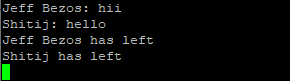 Jeff Bezos: hii
Shitij: hello
Jeff Bezos has left
Shitij has left